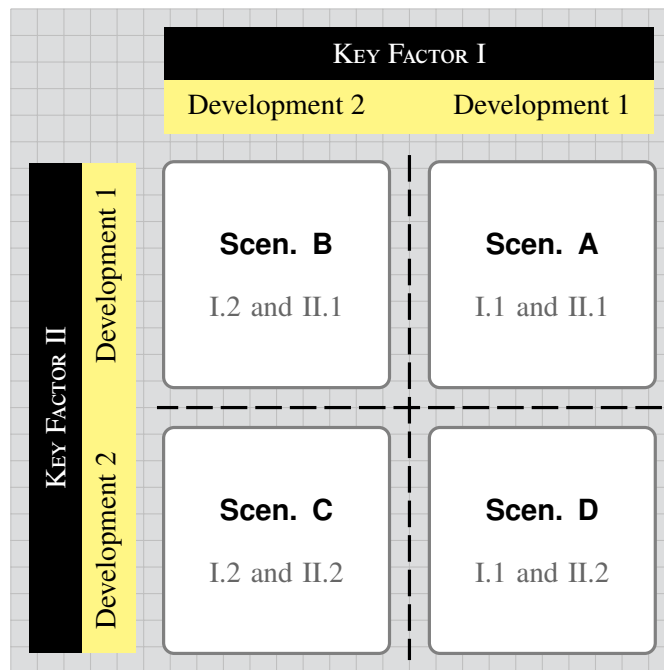 KEY FACTOR I
Development 2 Development 1
KEY FACTOR II
Development 1
Development 2
Scen. B
I.2 and II.1
Scen. A
I.1 and II.1
Scen. C
I.2 and II.2
Scen. D
I.1 and II.2